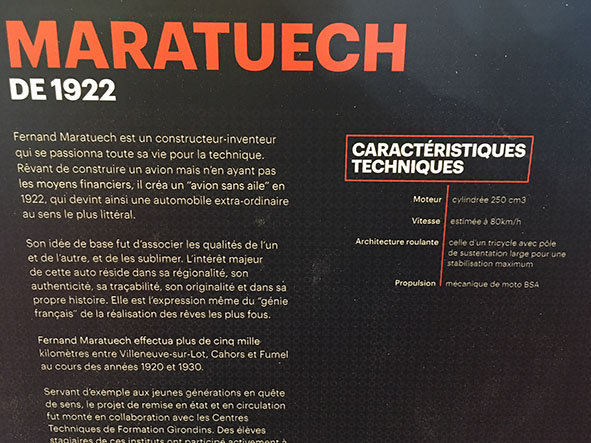 MARATUECH
DE 1922
Fernand Maratuech est un constructeur-inventeur
qui se passionna toute sa vie pour la technique.
Rêvant de construire un avion mais n'en ayant pas
les moyens financiers, il créa un "avion sans aile" en
1922, qui devint ainsi une automobile extra-ordinaire
au sens le plus littéral.
Son idée de base fut d'associer les qualités de l'un
et de l'autre, et de les sublimer. L'intérêt majeur
de cette auto réside dans sa régionalité, son
authenticité, sa traçabilité, son originalité et dans sa
propre histoire. Elle est l'expression même du "génie
français" de la réalisation des rêves les plus fous.
Fernand Maratuech effectua plus de cinq mille
kilomètres entre Villeneuve-sur-Lot, Cahors et Fumel
au cours des années 1920 et 1930.
Servant d'exemple aux jeunes générations en quête
de sens, le projet de remise en état et en circulation
fut monté en collaboration avec les Centres
Techniques de Formation Girondins. Des élèves
stagiaires de ces instituts ont participé activement à
CARACTÉRISTIQUES
TECHNIQUES
Moteur cylindrée 250 cm3
Vitesse estimée à 80km/h
Architecture roulante celle d'un tricycle avec pôle
de sustentation large pour une
stabilisation maximum
Propulsion mécanique de moto BSA